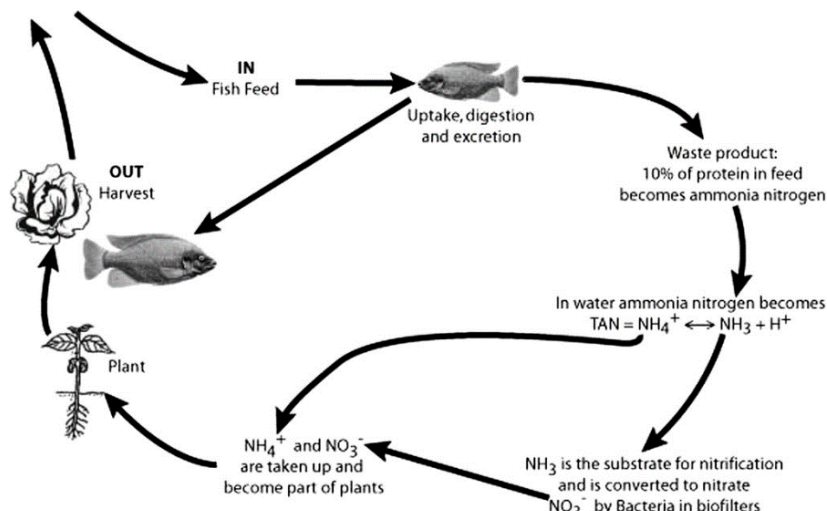 IN
Fish Feed
Uptake, digestion
and excretion
Waste product:
10% of protein in feed
becomes ammonia nitrogen
OUT
Harvest
In water ammonia nitrogen becomes
TAN = NH₄⁺ ↔ NH₃ + H⁺
Plant
NH₄⁺ and NO₃⁻
are taken up and
become part of plants
NH₃ is the substrate for nitrification
and is converted to nitrate
NO₃⁻ by Bacteria in biofilters